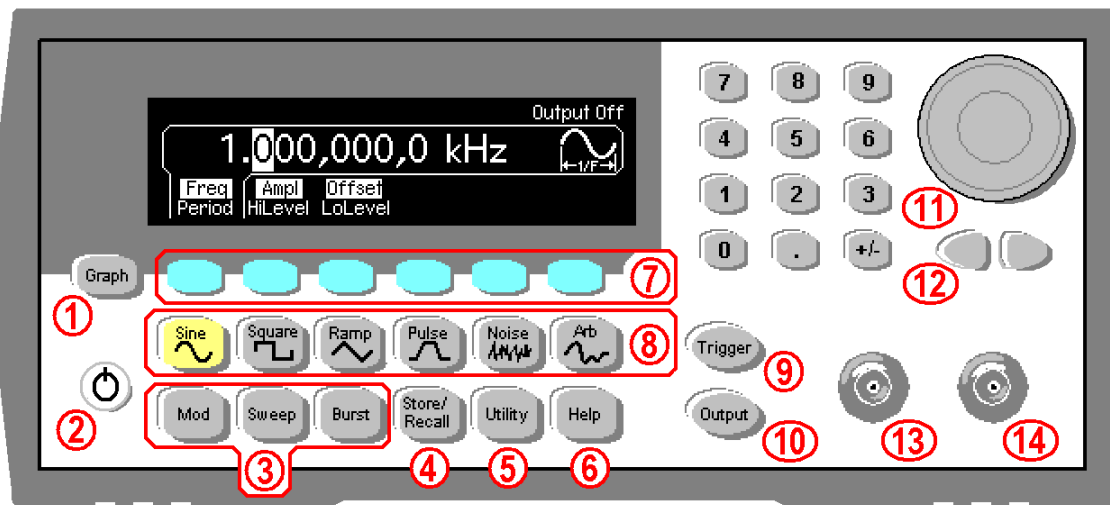 Output Off
1.000,000,0 kHz
←1/F→
Freq Ampl Offset
Period HiLevel LoLevel
7 8 9
4 5 6
1 2 3
11
0 . +/-
12
Graph
1
7
Sine Square Ramp Pulse Noise Arb
8
Trigger
9
2
Mod Sweep Burst Store/
Recall Utility Help
Output
10
13
14
3
4
5
6